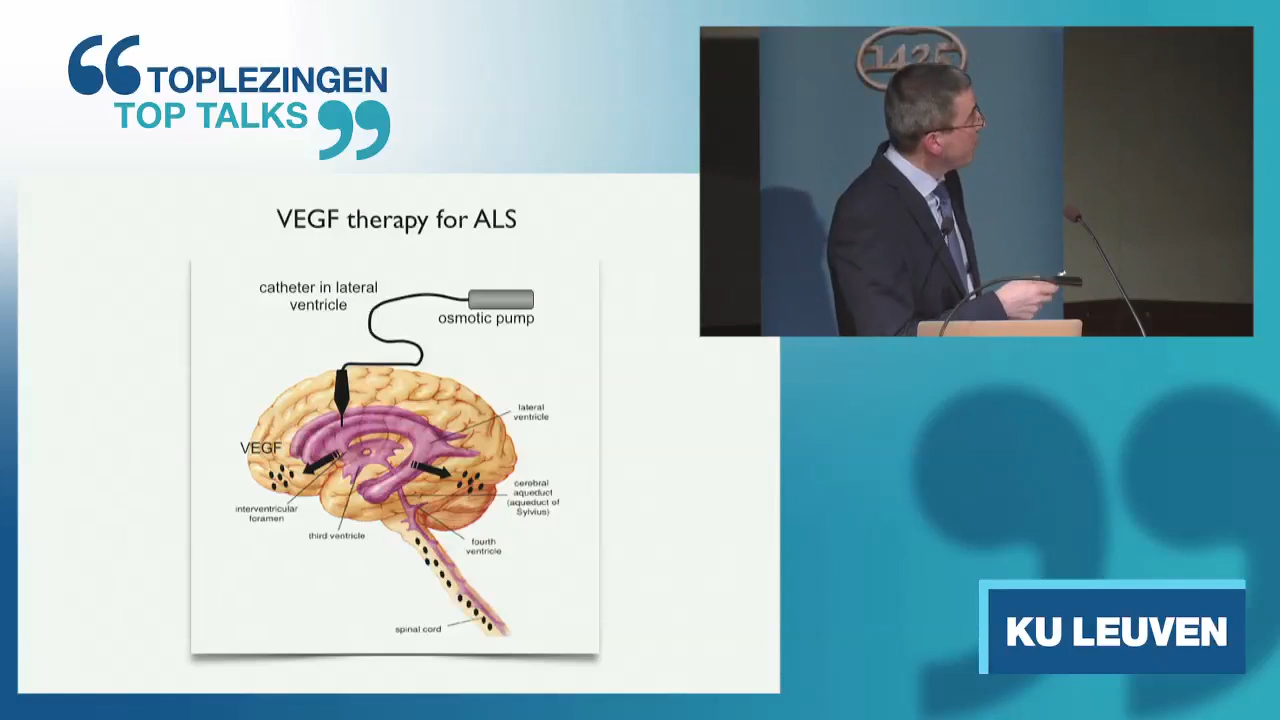 TOPLEZINGEN
TOP TALKS
1425
VEGF therapy for ALS
catheter in lateral
ventricle
osmotic pump
lateral
ventricle
VEGF
cerebral
aqueduct
(aqueduct of
Sylvius)
interventricular
foramen
third ventricle
fourth
ventricle
spinal cord
KU LEUVEN